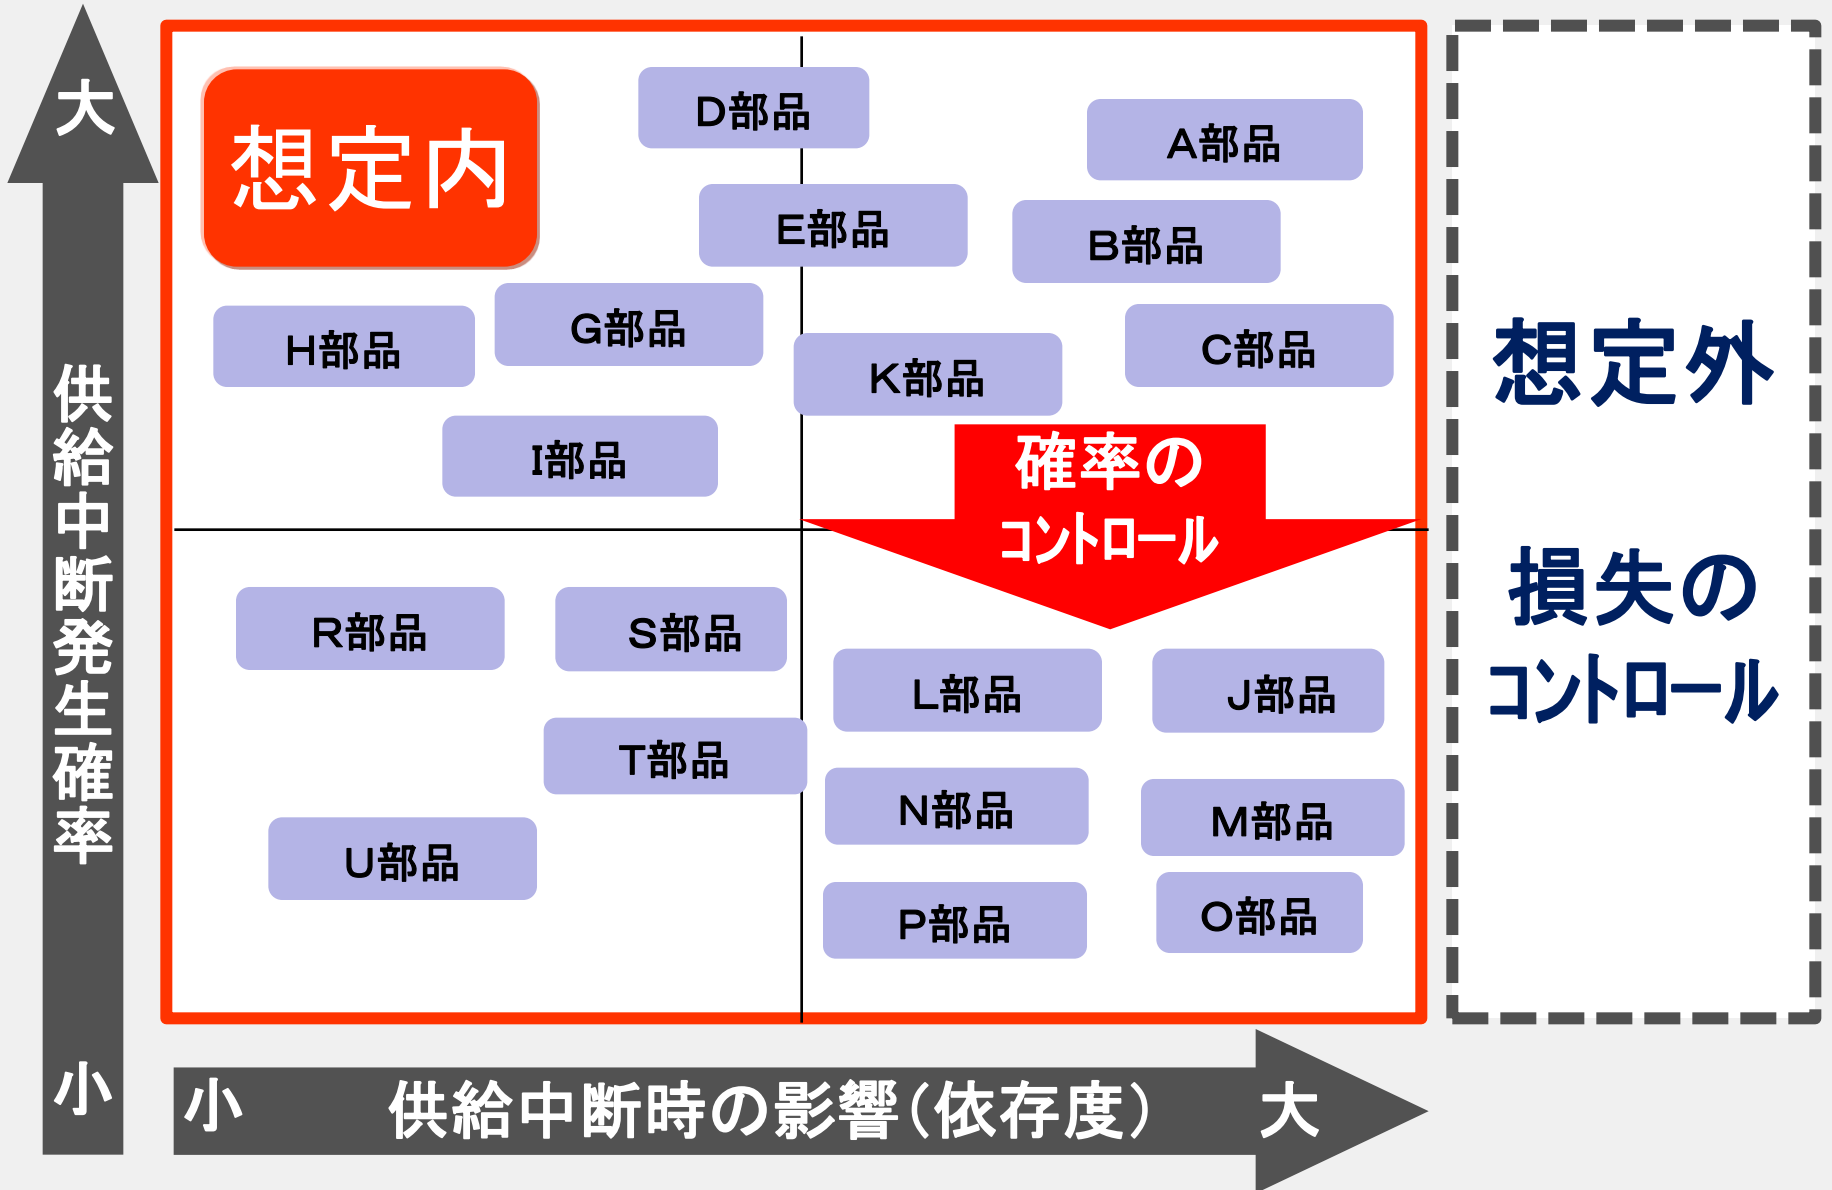 大
供給中断発生確率
小
想定内
D部品
A部品
E部品
B部品
H部品
G部品
K部品
C部品
I部品
確率の
コントロール
R部品
S部品
L部品
J部品
T部品
N部品
M部品
U部品
P部品
O部品
小
供給中断時の影響(依存度)
大
想定外
損失の
コントロール